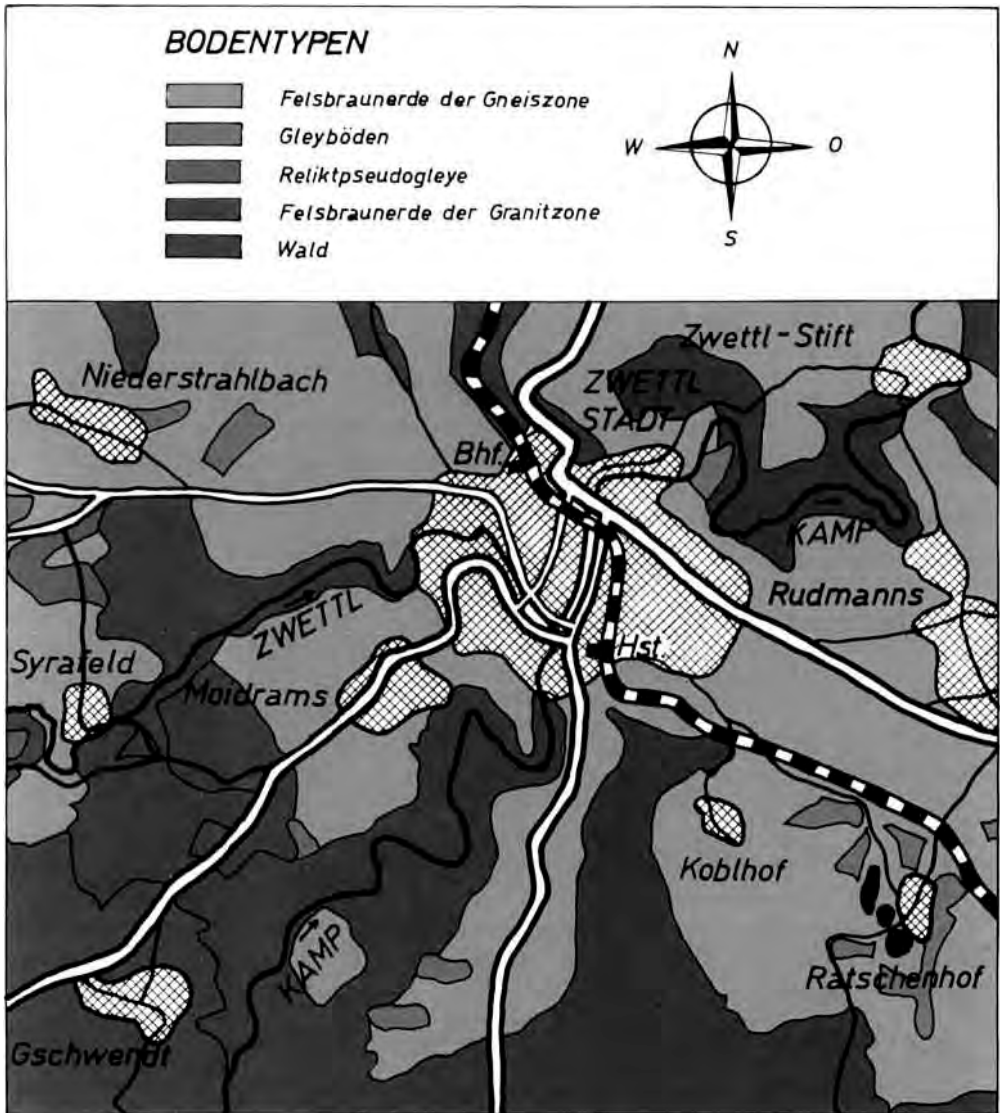 BODENTYPEN
Felsbraunerde der Gneiszone
Gleyböden
Reliktpseudogleye
Felsbraunerde der Granitzone
Wald
N
W
O
S
Zwettl-Stift
Niederstrahlbach
ZWETTL
STADT
Bhf.
KAMP
Rudmanns
ZWETTL
Syrafeld
Moidrams
Hst.
Koblhof
KAMP
Ratschenhof
Gschwendt